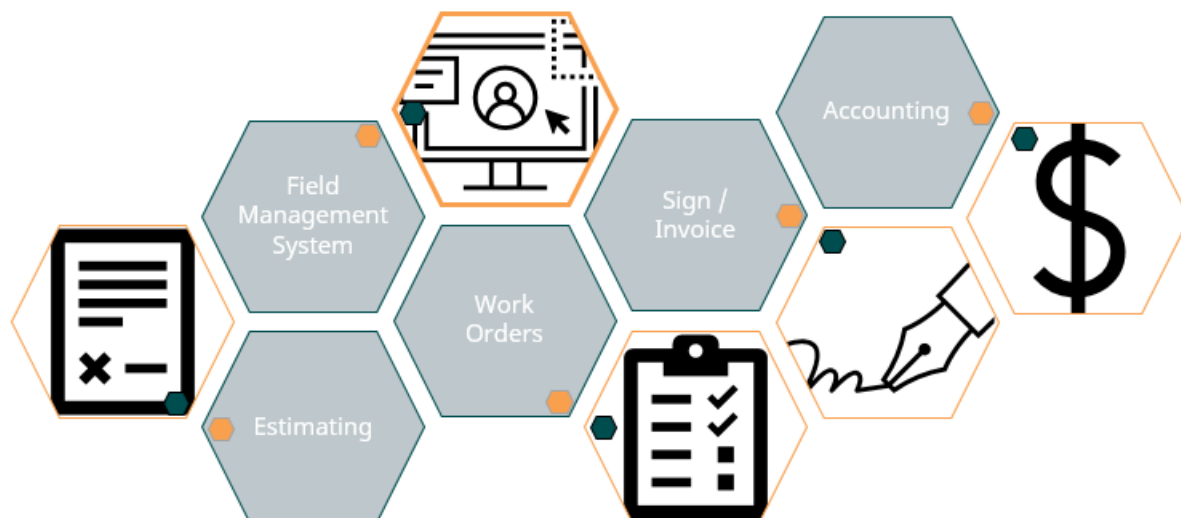 Accounting
Field
Management
System
Sign /
Invoice
Work
Orders
Estimating